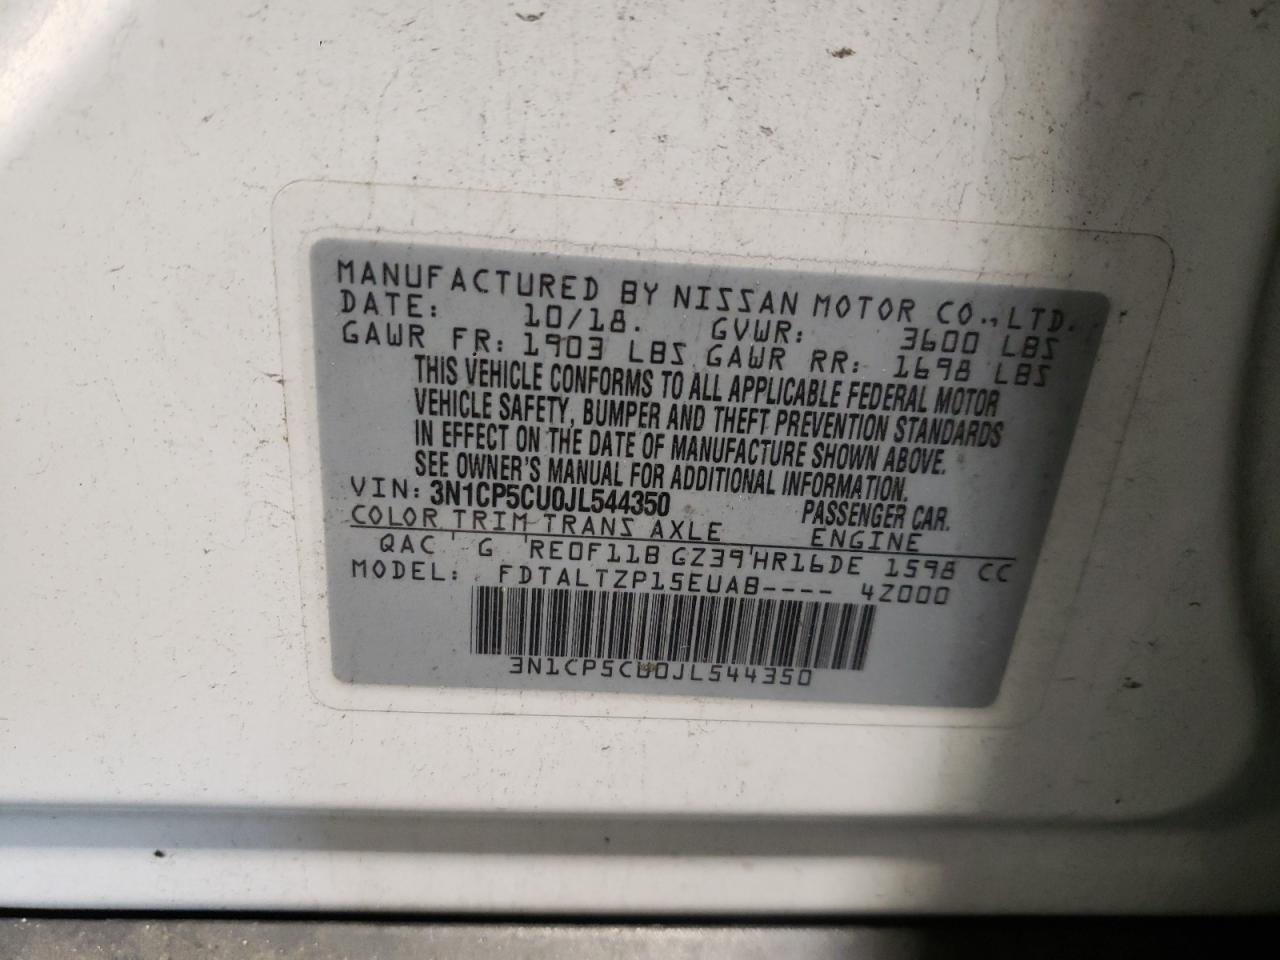 MANUFACTURED BY NISSAN MOTOR CO.,LTD.
DATE: 10/18. GVWR: 3600 LBS
GAWR FR: 1903 LBS GAWR RR: 1698 LBS
THIS VEHICLE CONFORMS TO ALL APPLICABLE FEDERAL MOTOR
VEHICLE SAFETY, BUMPER AND THEFT PREVENTION STANDARDS
IN EFFECT ON THE DATE OF MANUFACTURE SHOWN ABOVE.
SEE OWNER'S MANUAL FOR ADDITIONAL INFORMATION.
VIN: 3N1CP5CU0JL544350 PASSENGER CAR.
COLOR TRIM TRANS AXLE ENGINE
QAC G RE0F11B GZ39 HR16DE 1598 CC
MODEL: FDTALTZP15EUAB---- 4Z000
3N1CP5CU0JL544350